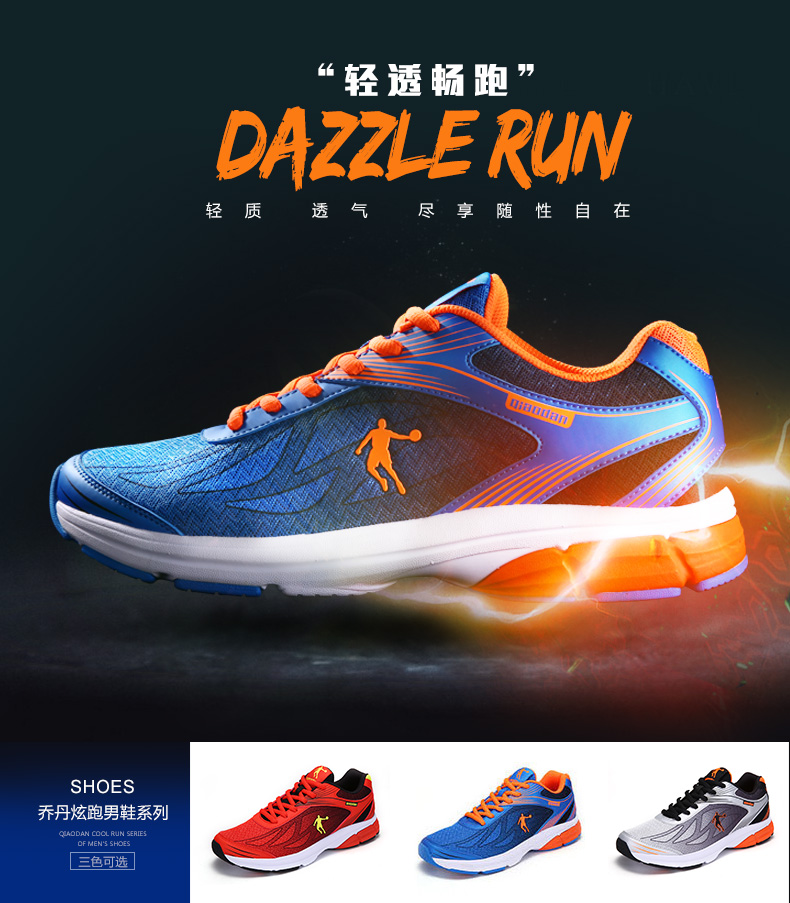 “轻透畅跑”
DAZZLE RUN
轻质 透气 尽享随性自在
qiaodan
SHOES
乔丹炫跑男鞋系列
QIAODAN COOL RUN SERIES
OF MEN'S SHOES
三色可选